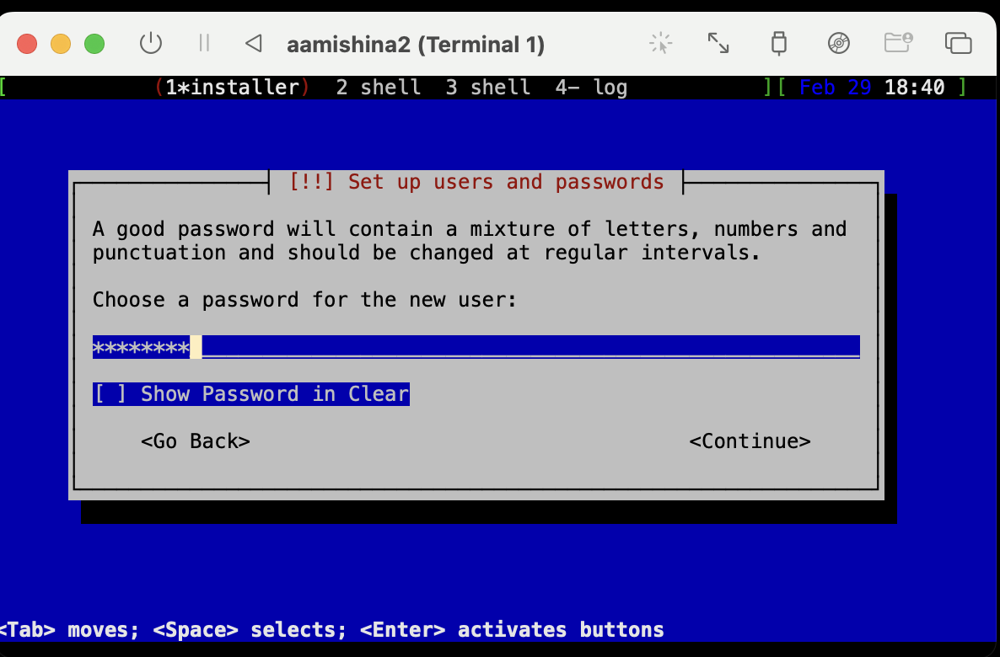 aamishina2 (Terminal 1)
[ (1*installer) 2 shell 3 shell 4- log ][ Feb 29 18:40 ]
[!!] Set up users and passwords
A good password will contain a mixture of letters, numbers and
punctuation and should be changed at regular intervals.
Choose a password for the new user:
********
[ ] Show Password in Clear
<Go Back> <Continue>
<Tab> moves; <Space> selects; <Enter> activates buttons